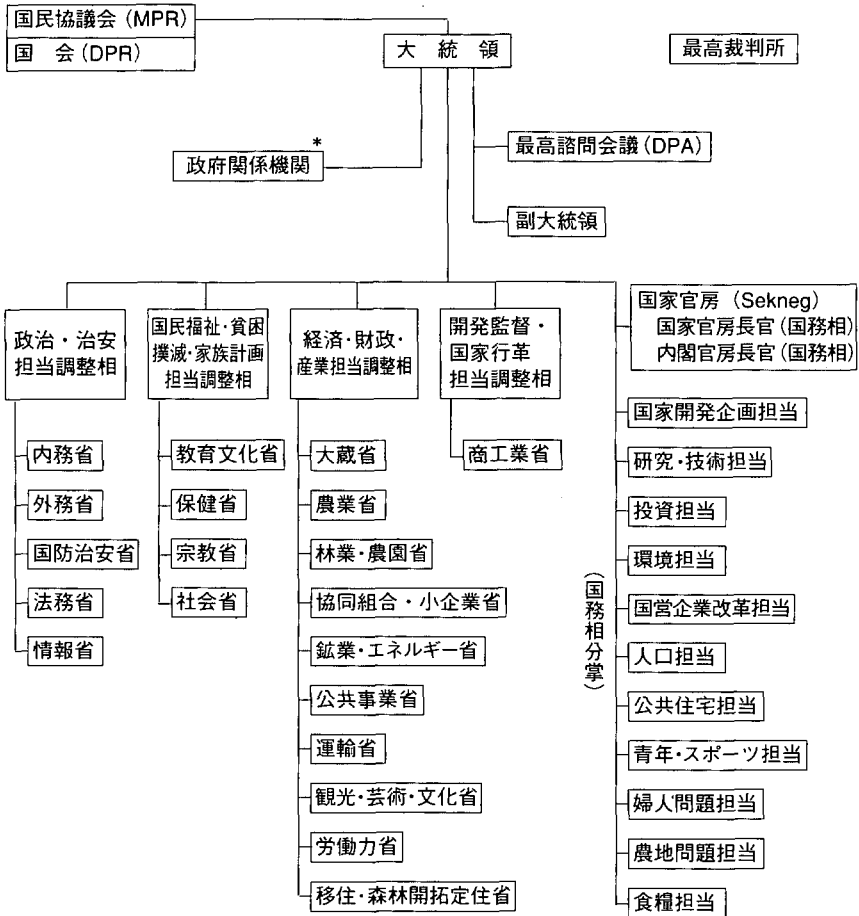 国民協議会(MPR)
国　会(DPR)
大　統　領
最高裁判所
*
政府関係機関
最高諮問会議(DPA)
副大統領
政治・治安
担当調整相
国民福祉・貧困
撲滅・家族計画
担当調整相
経済・財政・
産業担当調整相
開発監督・
国家行革
担当調整相
国家官房 (Sekneg)
国家官房長官(国務相)
内閣官房長官(国務相)
内務省
外務省
国防治安省
法務省
情報省
教育文化省
保健省
宗教省
社会省
大蔵省
農業省
林業・農園省
協同組合・小企業省
鉱業・エネルギー省
公共事業省
運輸省
観光・芸術・文化省
労働力省
移住・森林開拓定住省
商工業省
(国務相分掌)
国家開発企画担当
研究・技術担当
投資担当
環境担当
国営企業改革担当
人口担当
公共住宅担当
青年・スポーツ担当
婦人問題担当
農地問題担当
食糧担当